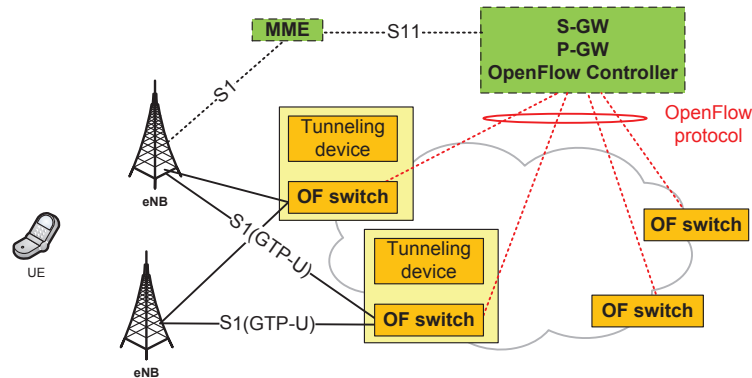 MME
S11
S-GW
P-GW
OpenFlow Controller
S1
OpenFlow
protocol
Tunneling
device
OF switch
eNB
S1(GTP-U)
OF switch
UE
Tunneling
device
OF switch
S1(GTP-U)
OF switch
eNB